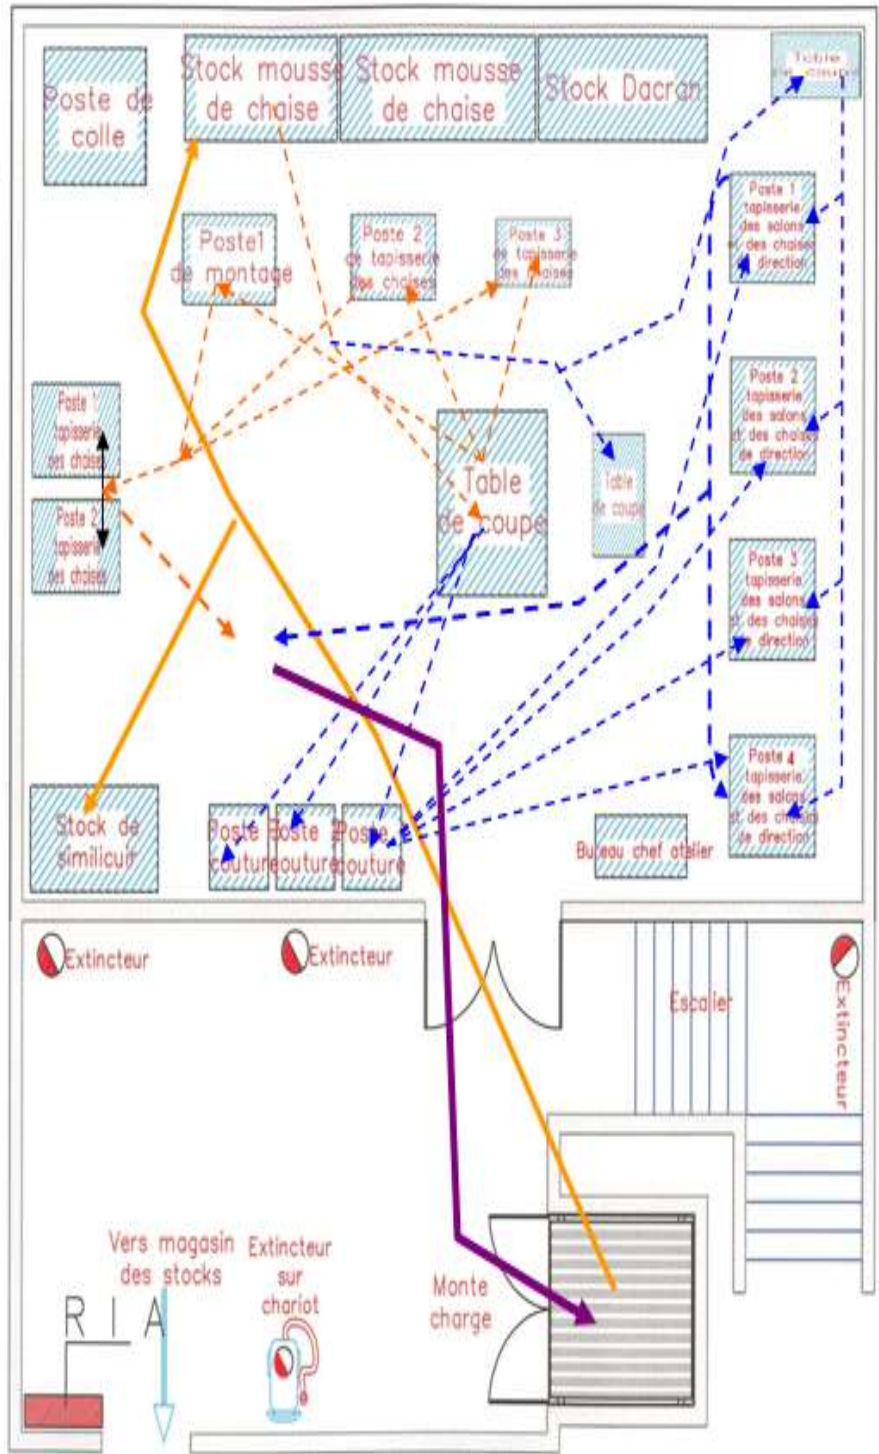 Poste de
colle
Stock mousse
de chaise
Stock mousse
de chaise
Stock Dacran
Table
de coupe
Poste1
de montage
Poste 2
de tapisserie
des chaises
Poste 3
de tapisserie
des chaises
Poste 1
tapisserie
des salons
et des chaises
direction
Poste 1
tapisserie
des chaises
Poste 2
tapisserie
des chaises
Table
de coupe
Table
de coupe
Poste 2
tapisserie
des salons
et des chaises
de direction
Poste 3
tapisserie
des salons
et des chaises
de direction
Poste 4
tapisserie
des salons
et des chaises
de direction
Stock de
similicuir
Poste
couture
Poste 2
couture
Poste
couture
Bureau chef atelier
Extincteur
Extincteur
Escalier
Extincteur
Vers magasin
des stocks
Extincteur
sur
chariot
Monte
charge
R I A